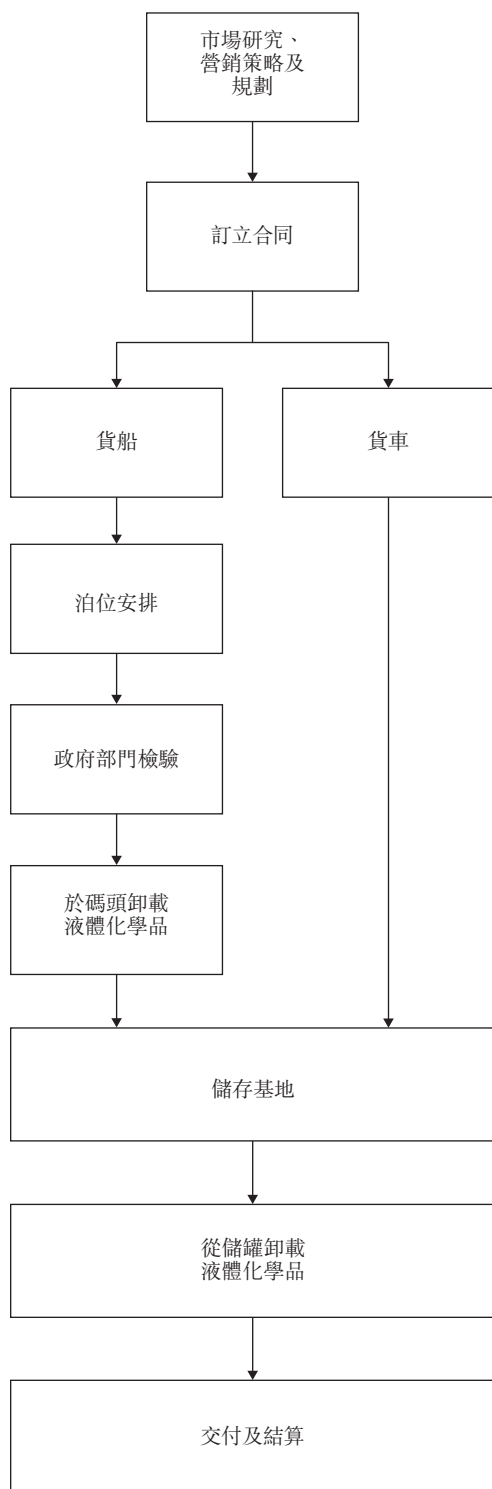 市場研究、
營銷策略及
規劃
訂立合同
貨船
貨車
泊位安排
政府部門檢驗
於碼頭卸載
液體化學品
儲存基地
從儲罐卸載
液體化學品
交付及結算